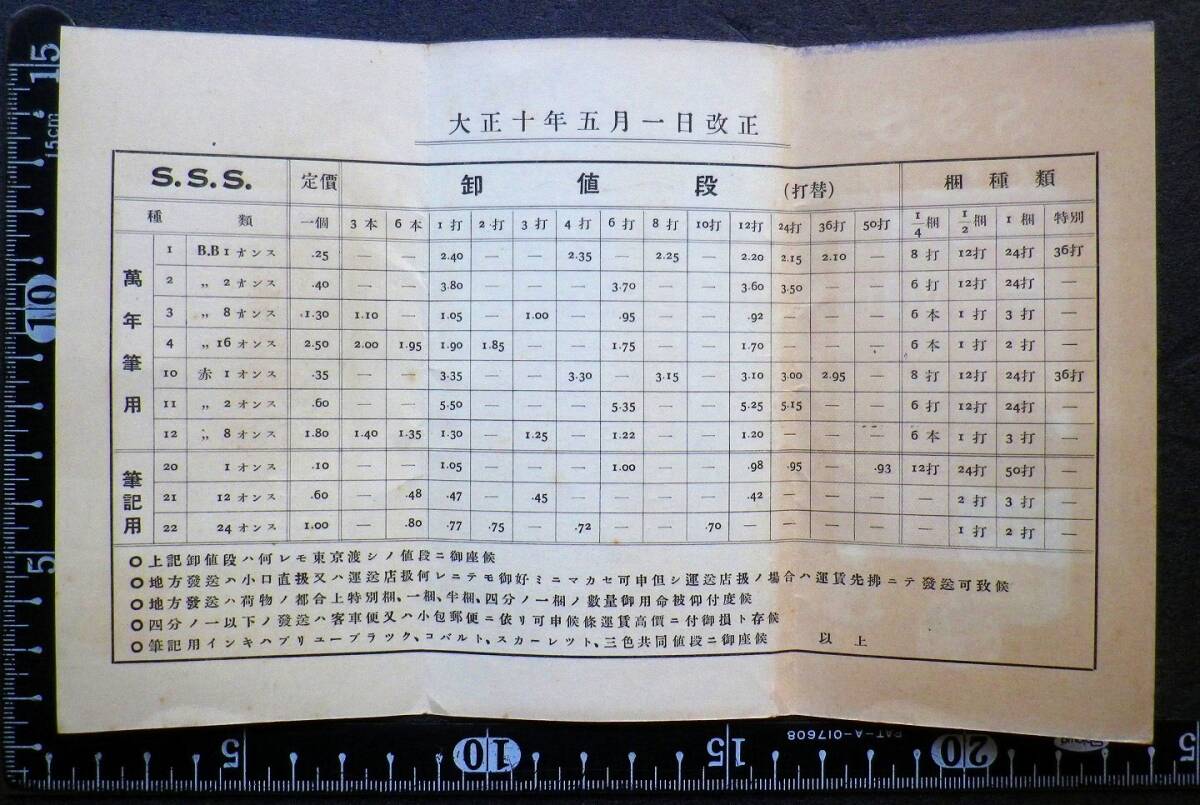 大正十年五月一日改正
S.S.S. 定價 卸値段 (打替) 梱種類
種類 一個 3本 6本 1打 2打 3打 4打 6打 8打 10打 12打 24打 36打 50打 1/4梱 1/2梱 1梱 特別
萬年筆用
1 B.B 1オンス .25 — — 2.40 — — 2.35 — 2.25 — 2.20 2.15 2.10 — 8打 12打 24打 36打
2 〃 2オンス .40 — — 3.80 — — — 3.70 — — 3.60 3.50 — — 6打 12打 24打 —
3 〃 8オンス 1.30 1.10 — 1.05 — 1.00 — .95 — — .92 — — — 6本 1打 3打 —
4 〃 16オンス 2.50 2.00 1.95 1.90 1.85 — — 1.75 — — 1.70 — — — 6本 1打 2打 —
10 赤 1オンス .35 — — 3.35 — — 3.30 — 3.15 — 3.10 3.00 2.95 — 8打 12打 24打 36打
11 〃 2オンス .60 — — 5.50 — — — 5.35 — — 5.25 5.15 — — 6打 12打 24打 —
12 〃 8オンス 1.80 1.40 1.35 1.30 — 1.25 — 1.22 — — 1.20 — — — 6本 1打 3打 —
筆記用
20 1オンス .10 — — 1.05 — — — 1.00 — — .98 .95 — .93 12打 24打 50打 —
21 12オンス .60 — .48 .47 — .45 — — — — .42 — — — — 2打 3打 —
22 24オンス 1.00 — .80 .77 .75 — .72 — — .70 — — — — — 1打 2打 —
○上記卸値段ハ何レモ東京渡シノ値段ニ御座候
○地方發送ハ小口直扱又ハ運送店扱何レニテモ御好ミニマカセ可申但シ運送店扱ノ場合ハ運賃先拂ニテ發送可致候
○地方發送ハ荷物ノ都合上特別梱、一梱、半梱、四分ノ一梱ノ數量御用命被仰付度候
○四分ノ一以下ノ發送ハ客車便又ハ小包郵便ニ依リ可申候條運賃高價ニ付御損ト存候
○筆記用インキハブリユーブラツク、コバルト、スカーレツト、三色共同値段ニ御座候 以上
15
15cm
10
5
5
10
15
PAT-A-017608
20
5